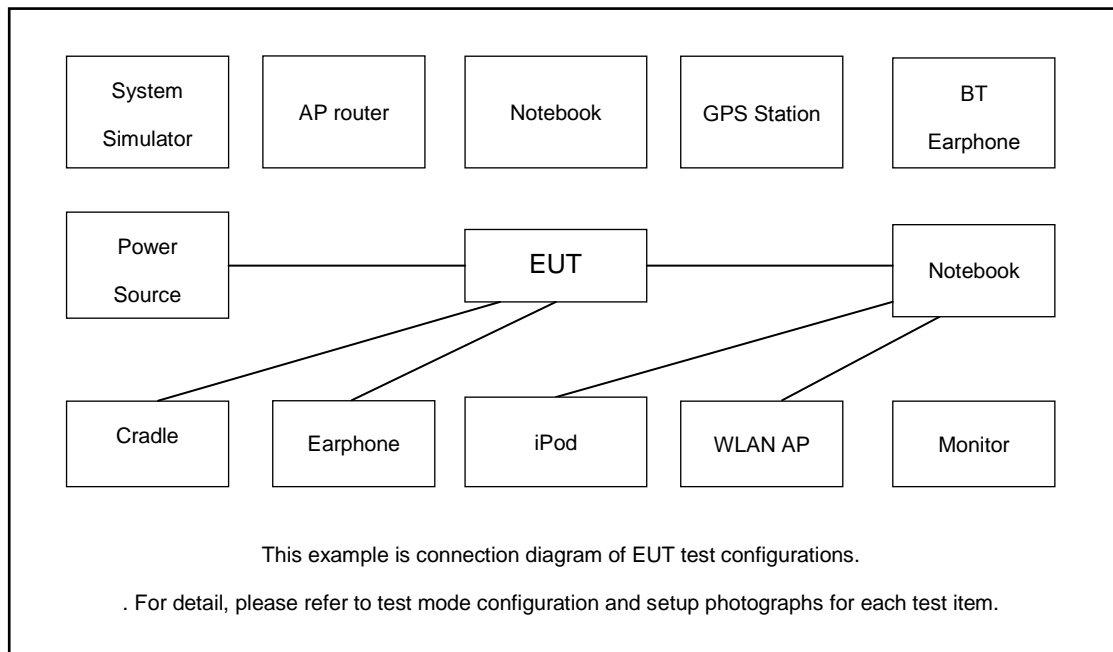 System
Simulator
AP router
Notebook
GPS Station
BT
Earphone
Power
Source
EUT
Notebook
Cradle
Earphone
iPod
WLAN AP
Monitor
This example is connection diagram of EUT test configurations.
. For detail, please refer to test mode configuration and setup photographs for each test item.